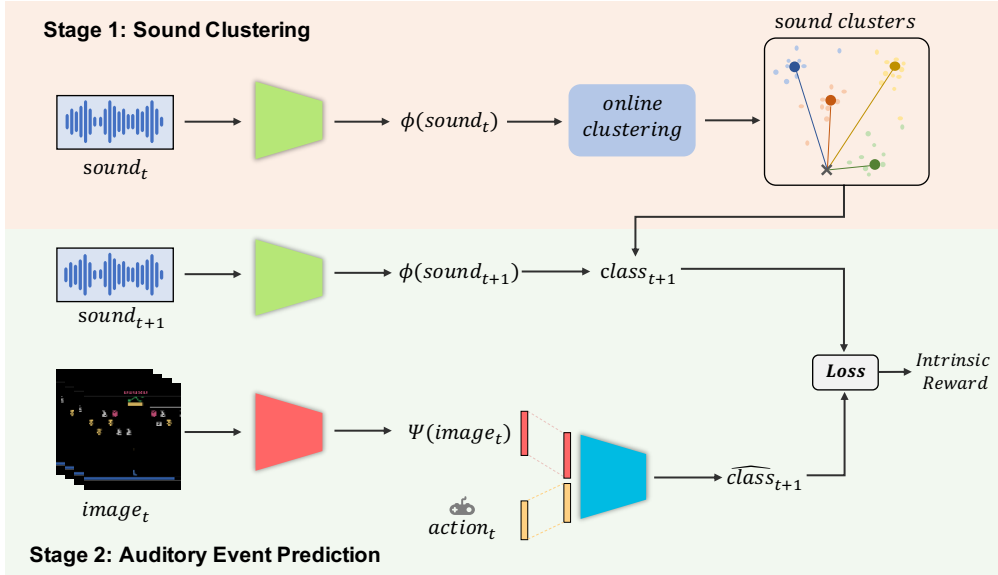 Stage 1: Sound Clustering
sound clusters
sound_t
ϕ(sound_t)
online
clustering
sound_{t+1}
ϕ(sound_{t+1})
class_{t+1}
Loss
Intrinsic
Reward
image_t
Ψ(image_t)
action_t
\widehat{class}_{t+1}
Stage 2: Auditory Event Prediction